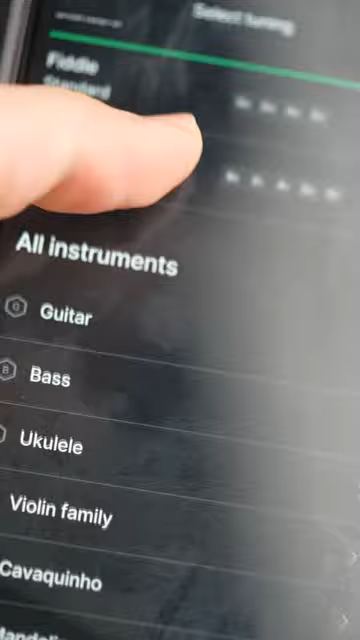 Select tuning
Fiddle
Standard
All instruments
G
Guitar
B
Bass
Ukulele
Violin family
Cavaquinho